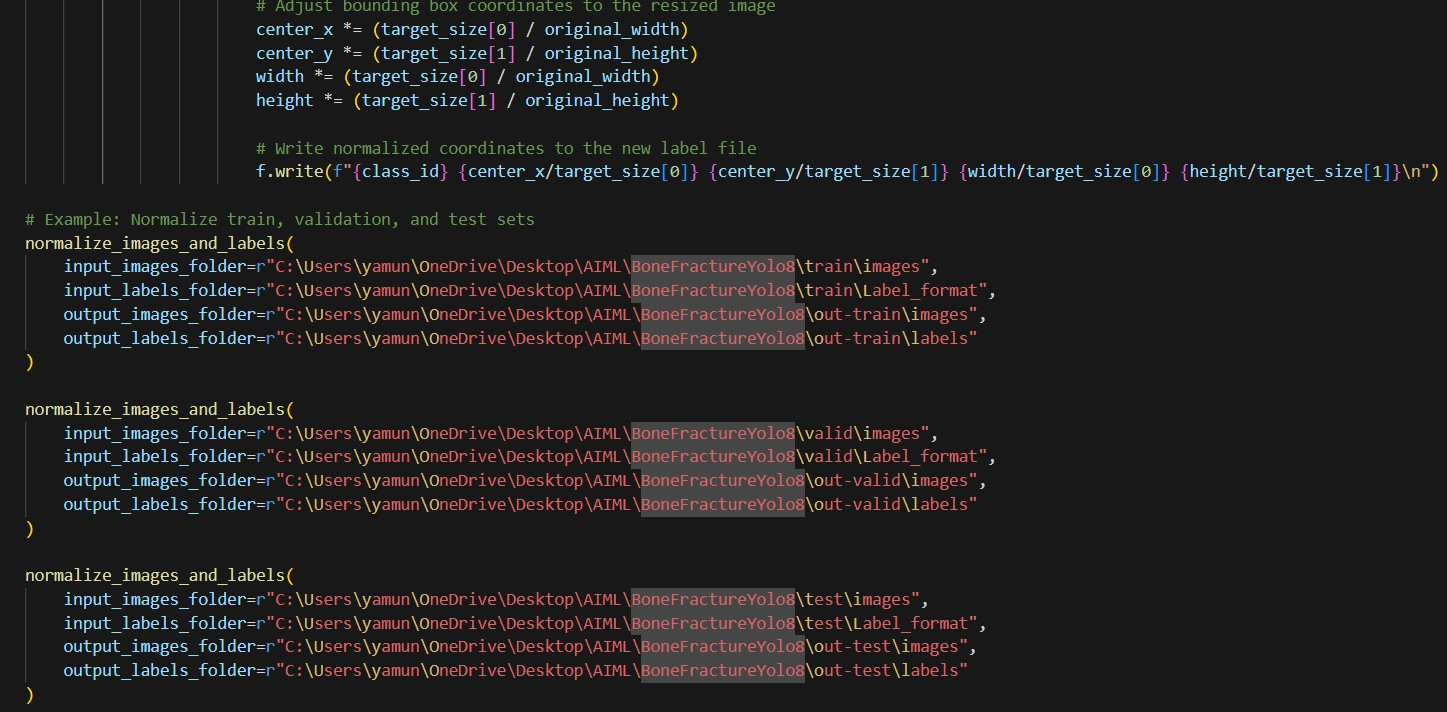 # Adjust bounding box coordinates to the resized image
center_x *= (target_size[0] / original_width)
center_y *= (target_size[1] / original_height)
width *= (target_size[0] / original_width)
height *= (target_size[1] / original_height)
# Write normalized coordinates to the new label file
f.write(f"{class_id} {center_x/target_size[0]} {center_y/target_size[1]} {width/target_size[0]} {height/target_size[1]}\n")
# Example: Normalize train, validation, and test sets
normalize_images_and_labels(
input_images_folder=r"C:\Users\yamun\OneDrive\Desktop\AIML\BoneFractureYolo8\train\images",
input_labels_folder=r"C:\Users\yamun\OneDrive\Desktop\AIML\BoneFractureYolo8\train\Label_format",
output_images_folder=r"C:\Users\yamun\OneDrive\Desktop\AIML\BoneFractureYolo8\out-train\images",
output_labels_folder=r"C:\Users\yamun\OneDrive\Desktop\AIML\BoneFractureYolo8\out-train\labels"
)
normalize_images_and_labels(
input_images_folder=r"C:\Users\yamun\OneDrive\Desktop\AIML\BoneFractureYolo8\valid\images",
input_labels_folder=r"C:\Users\yamun\OneDrive\Desktop\AIML\BoneFractureYolo8\valid\Label_format",
output_images_folder=r"C:\Users\yamun\OneDrive\Desktop\AIML\BoneFractureYolo8\out-valid\images",
output_labels_folder=r"C:\Users\yamun\OneDrive\Desktop\AIML\BoneFractureYolo8\out-valid\labels"
)
normalize_images_and_labels(
input_images_folder=r"C:\Users\yamun\OneDrive\Desktop\AIML\BoneFractureYolo8\test\images",
input_labels_folder=r"C:\Users\yamun\OneDrive\Desktop\AIML\BoneFractureYolo8\test\Label_format",
output_images_folder=r"C:\Users\yamun\OneDrive\Desktop\AIML\BoneFractureYolo8\out-test\images",
output_labels_folder=r"C:\Users\yamun\OneDrive\Desktop\AIML\BoneFractureYolo8\out-test\labels"
)